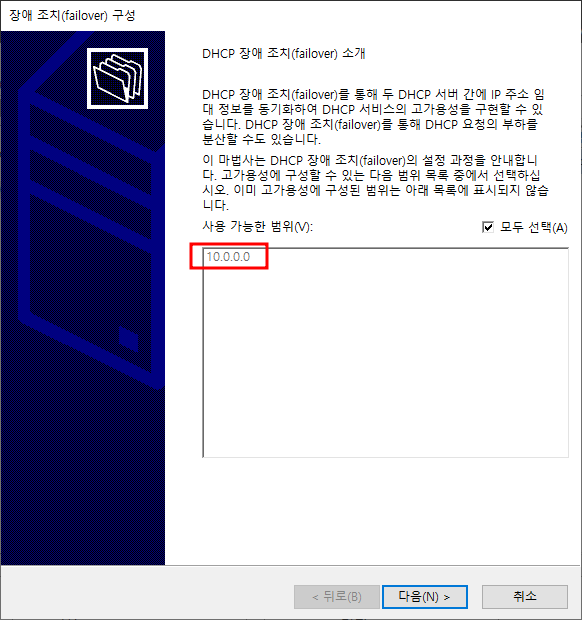 장애 조치(failover) 구성
DHCP 장애 조치(failover) 소개
DHCP 장애 조치(failover)를 통해 두 DHCP 서버 간에 IP 주소 임
대 정보를 동기화하여 DHCP 서비스의 고가용성을 구현할 수 있
습니다. DHCP 장애 조치(failover)를 통해 DHCP 요청의 부하를
분산할 수도 있습니다.
이 마법사는 DHCP 장애 조치(failover)의 설정 과정을 안내합니
다. 고가용성에 구성할 수 있는 다음 범위 목록 중에서 선택하십
시오. 이미 고가용성에 구성된 범위는 아래 목록에 표시되지 않습
니다.
사용 가능한 범위(V):
모두 선택(A)
10.0.0.0
< 뒤로(B)
다음(N) >
취소